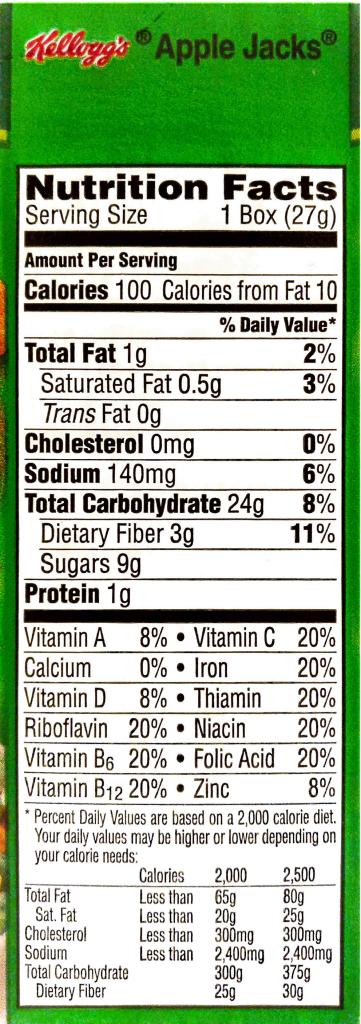 Kellogg's® Apple Jacks®
Nutrition Facts
Serving Size 1 Box (27g)
Amount Per Serving
Calories 100 Calories from Fat 10
% Daily Value*
Total Fat 1g 2%
Saturated Fat 0.5g 3%
Trans Fat 0g
Cholesterol 0mg 0%
Sodium 140mg 6%
Total Carbohydrate 24g 8%
Dietary Fiber 3g 11%
Sugars 9g
Protein 1g
Vitamin A 8% • Vitamin C 20%
Calcium 0% • Iron 20%
Vitamin D 8% • Thiamin 20%
Riboflavin 20% • Niacin 20%
Vitamin B6 20% • Folic Acid 20%
Vitamin B12 20% • Zinc 8%
* Percent Daily Values are based on a 2,000 calorie diet.
Your daily values may be higher or lower depending on
your calorie needs:
Calories 2,000 2,500
Total Fat Less than 65g 80g
Sat. Fat Less than 20g 25g
Cholesterol Less than 300mg 300mg
Sodium Less than 2,400mg 2,400mg
Total Carbohydrate 300g 375g
Dietary Fiber 25g 30g